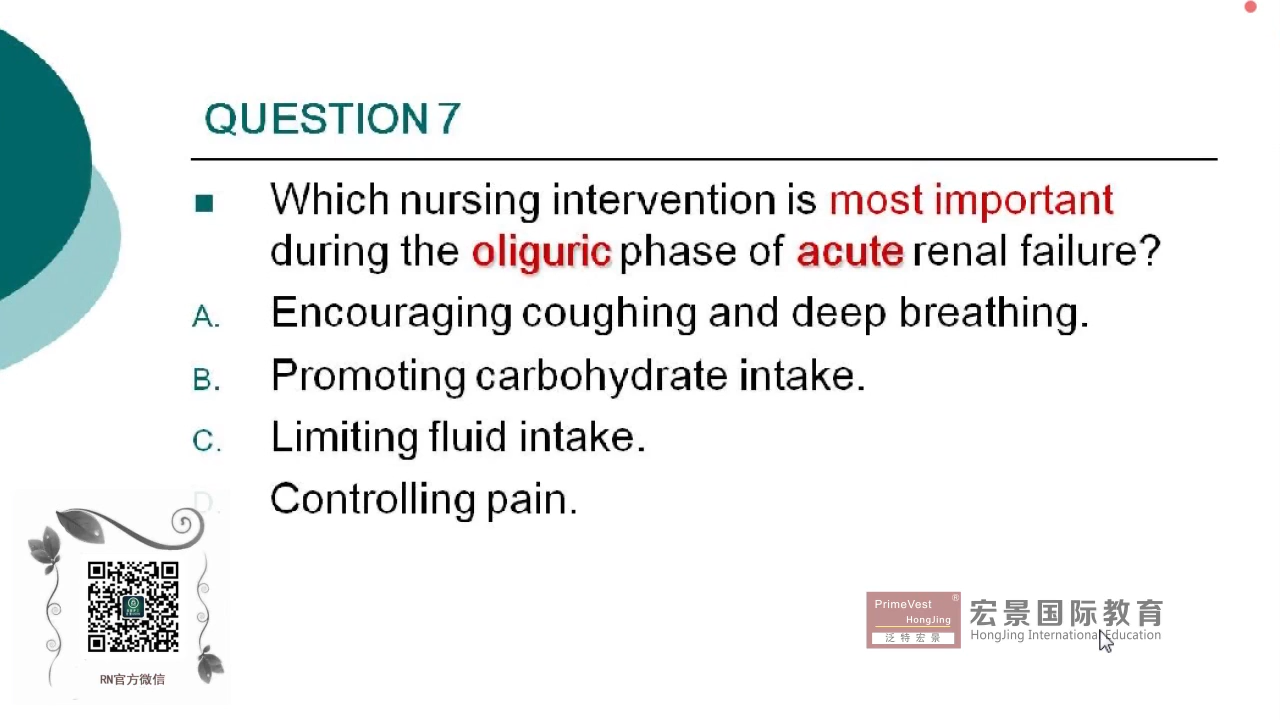 QUESTION 7
■ Which nursing intervention is most important
during the oliguric phase of acute renal failure?
A. Encouraging coughing and deep breathing.
B. Promoting carbohydrate intake.
C. Limiting fluid intake.
D. Controlling pain.
RN官方微信
PrimeVest ®
HongJing
泛特宏景
宏景国际教育
HongJing International Education